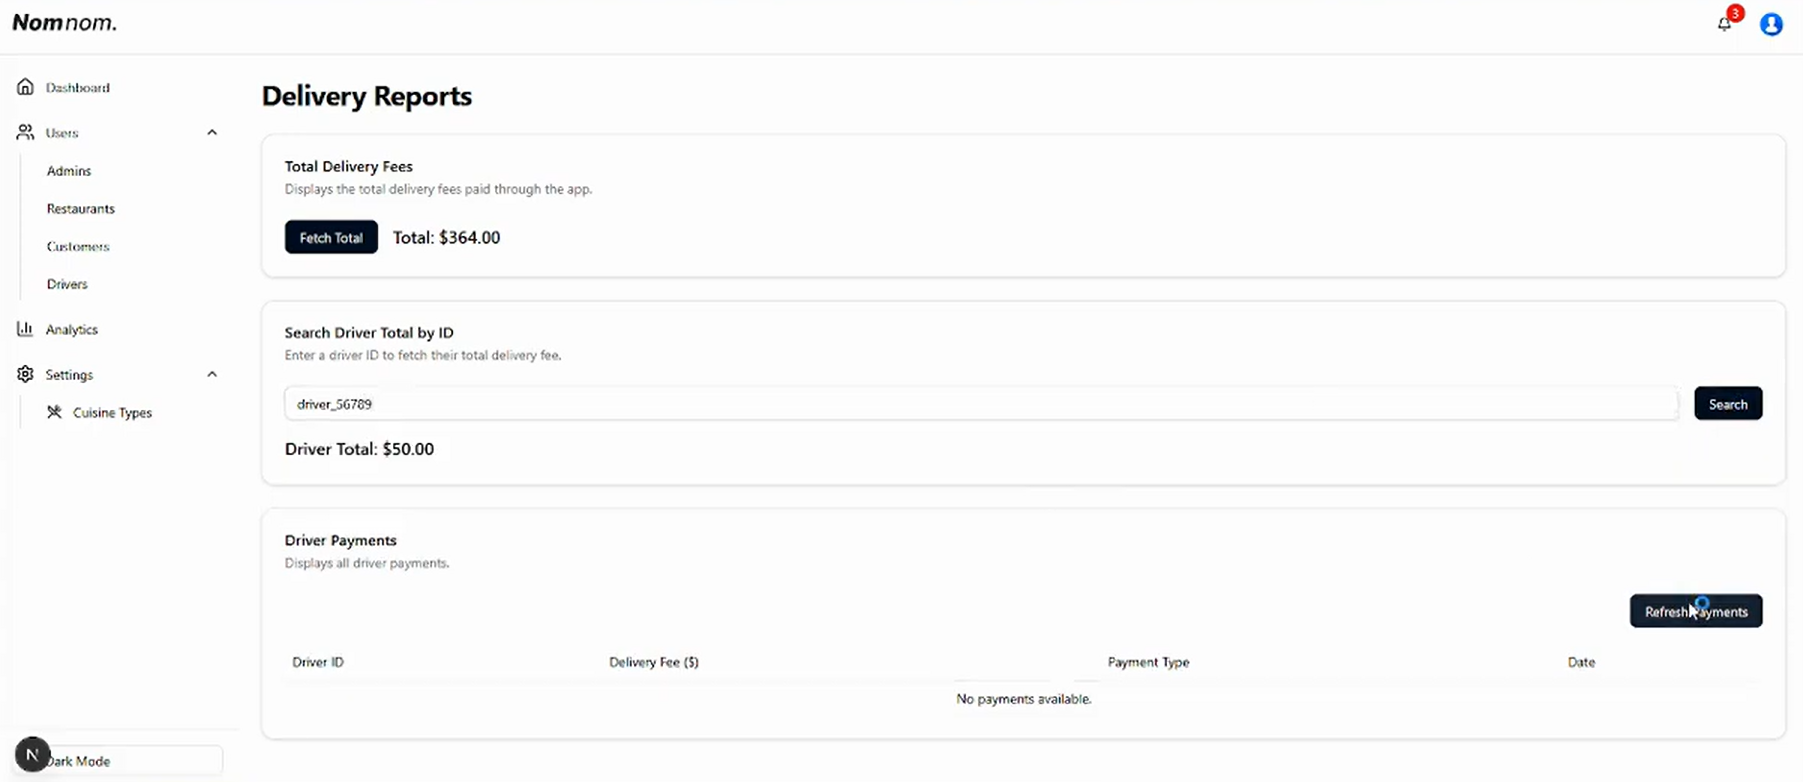 Nomnom.
3
Dashboard
Users
Admins
Restaurants
Customers
Drivers
Analytics
Settings
Cuisine Types
N
Dark Mode
Delivery Reports
Total Delivery Fees
Displays the total delivery fees paid through the app.
Fetch Total
Total: $364.00
Search Driver Total by ID
Enter a driver ID to fetch their total delivery fee.
driver_56789
Search
Driver Total: $50.00
Driver Payments
Displays all driver payments.
Refresh Payments
Driver ID Delivery Fee ($) Payment Type Date
No payments available.